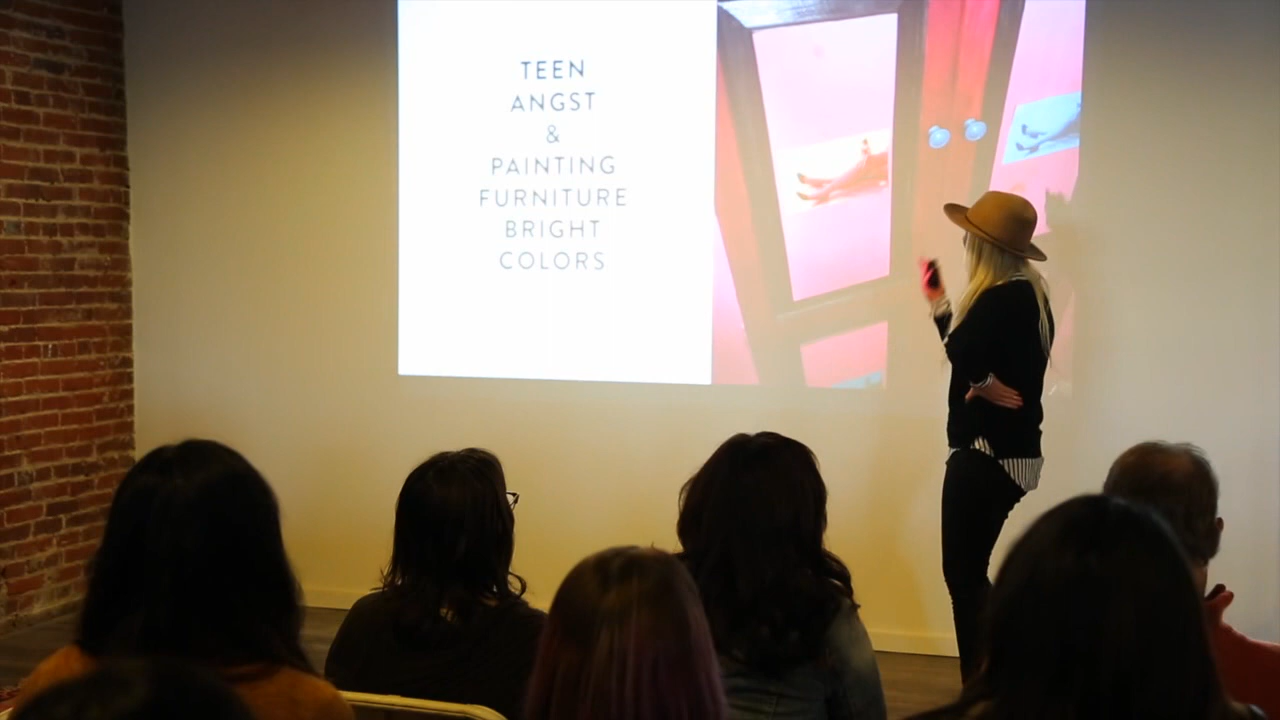 TEEN
ANGST
&
PAINTING
FURNITURE
BRIGHT
COLORS